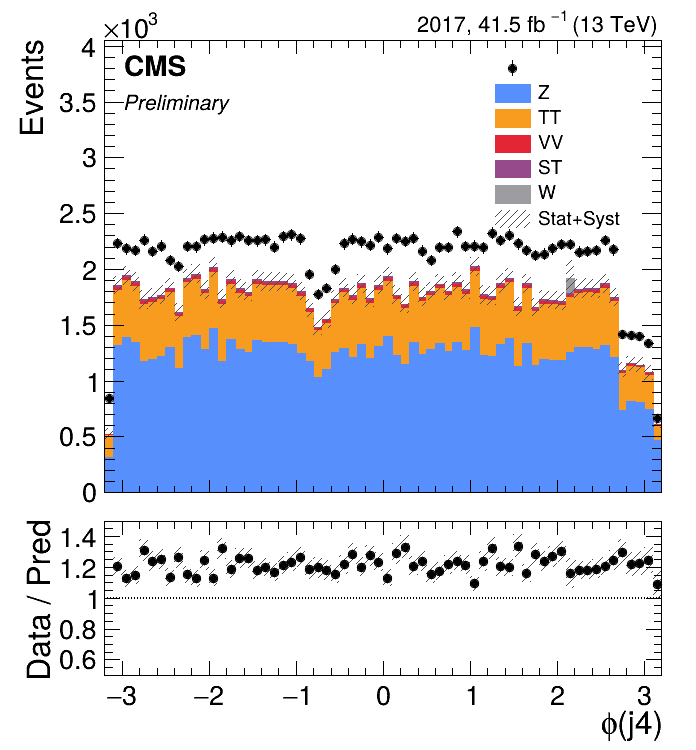 ×10³
2017, 41.5 fb⁻¹ (13 TeV)
CMS
Preliminary
Z
TT
VV
ST
W
Stat+Syst
Events
4
3.5
3
2.5
2
1.5
1
0.5
0
Data / Pred
1.4
1.2
1
0.8
0.6
−3 −2 −1 0 1 2 3
ϕ(j4)